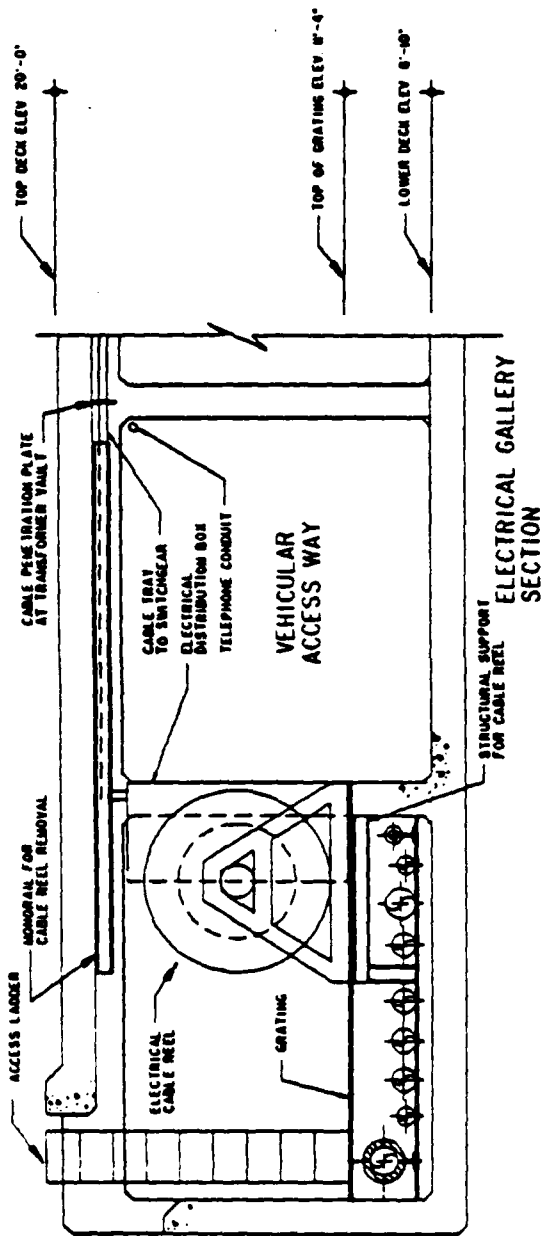 TOP DECK ELEV 20'-0"
TOP OF GRATING ELEV 11'-4"
LOWER DECK ELEV 6'-10"
CABLE PENETRATION PLATE
AT TRANSFORMER VAULT
MONORAIL FOR
CABLE REEL REMOVAL
ACCESS LADDER
CABLE TRAY
TO SWITCHGEAR
ELECTRICAL
DISTRIBUTION BOX
TELEPHONE CONDUIT
VEHICULAR
ACCESS WAY
ELECTRICAL
CABLE REEL
GRATING
STRUCTURAL SUPPORT
FOR CABLE REEL
ELECTRICAL GALLERY
SECTION